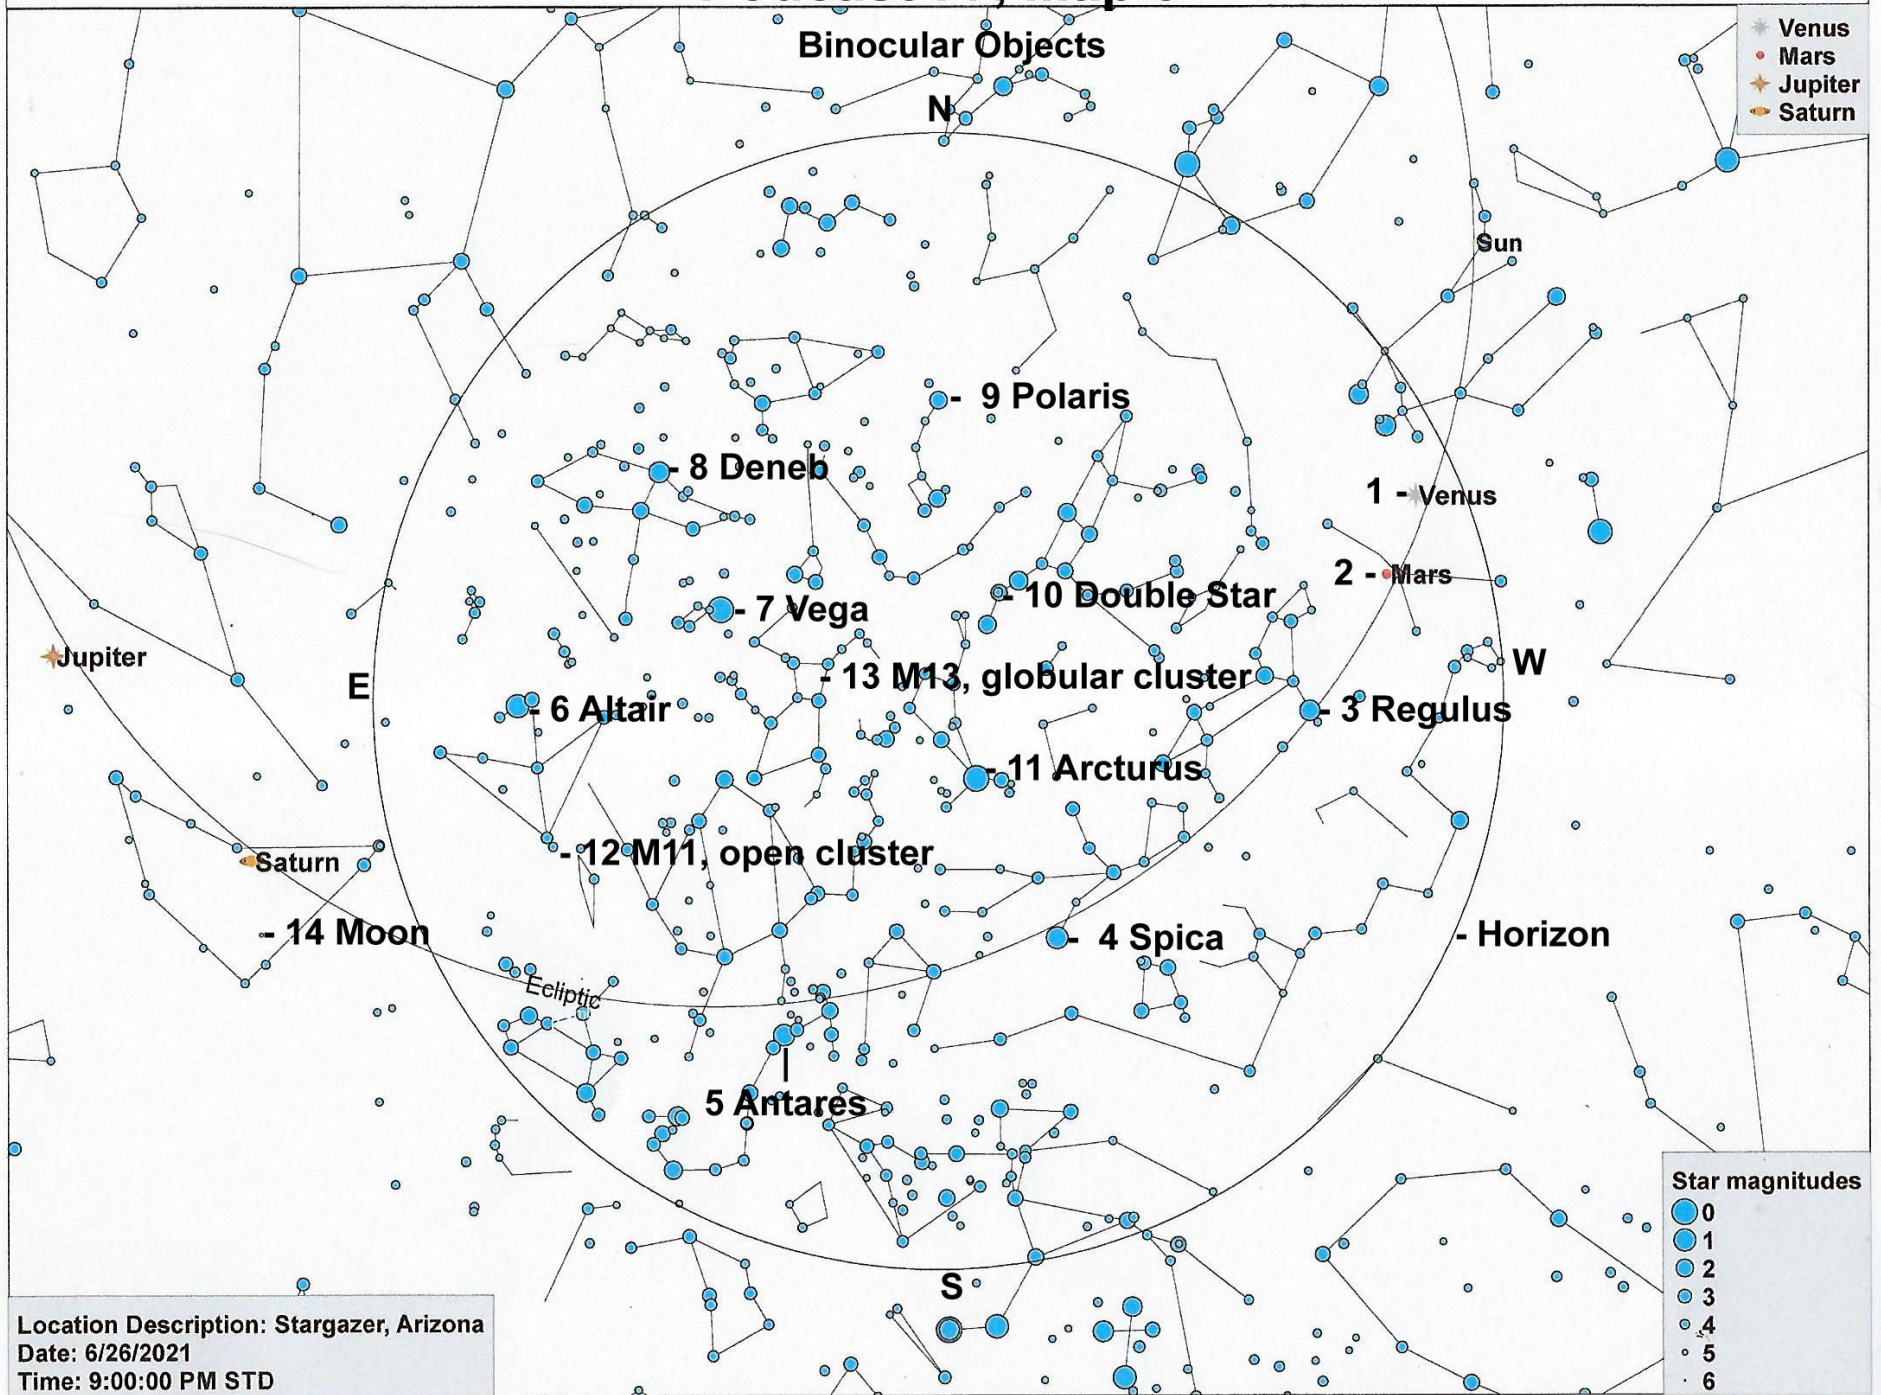 Binocular Objects
Venus
Mars
Jupiter
Saturn
N
Sun
- 9 Polaris
- 8 Deneb
1 - Venus
2 - Mars
- 10 Double Star
- 7 Vega
Jupiter
E
W
- 13 M13, globular cluster
- 6 Altair
- 3 Regulus
- 11 Arcturus
- 12 M11, open cluster
Saturn
- 14 Moon
- 4 Spica
- Horizon
Ecliptic
5 Antares
S
Star magnitudes
0
1
2
3
4
5
6
Location Description: Stargazer, Arizona
Date: 6/26/2021
Time: 9:00:00 PM STD